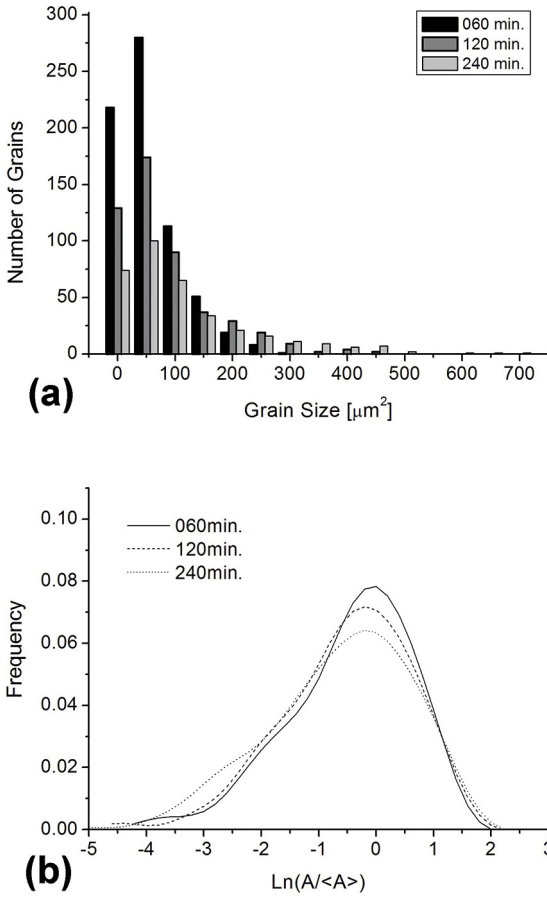 300
250
200
150
100
50
0
Number of Grains
060 min.
120 min.
240 min.
0 100 200 300 400 500 600 700
Grain Size [μm²]
(a)
0.10
0.08
0.06
0.04
0.02
0.00
Frequency
060min.
120min.
240min.
-5 -4 -3 -2 -1 0 1 2 3
Ln(A/<A>)
(b)